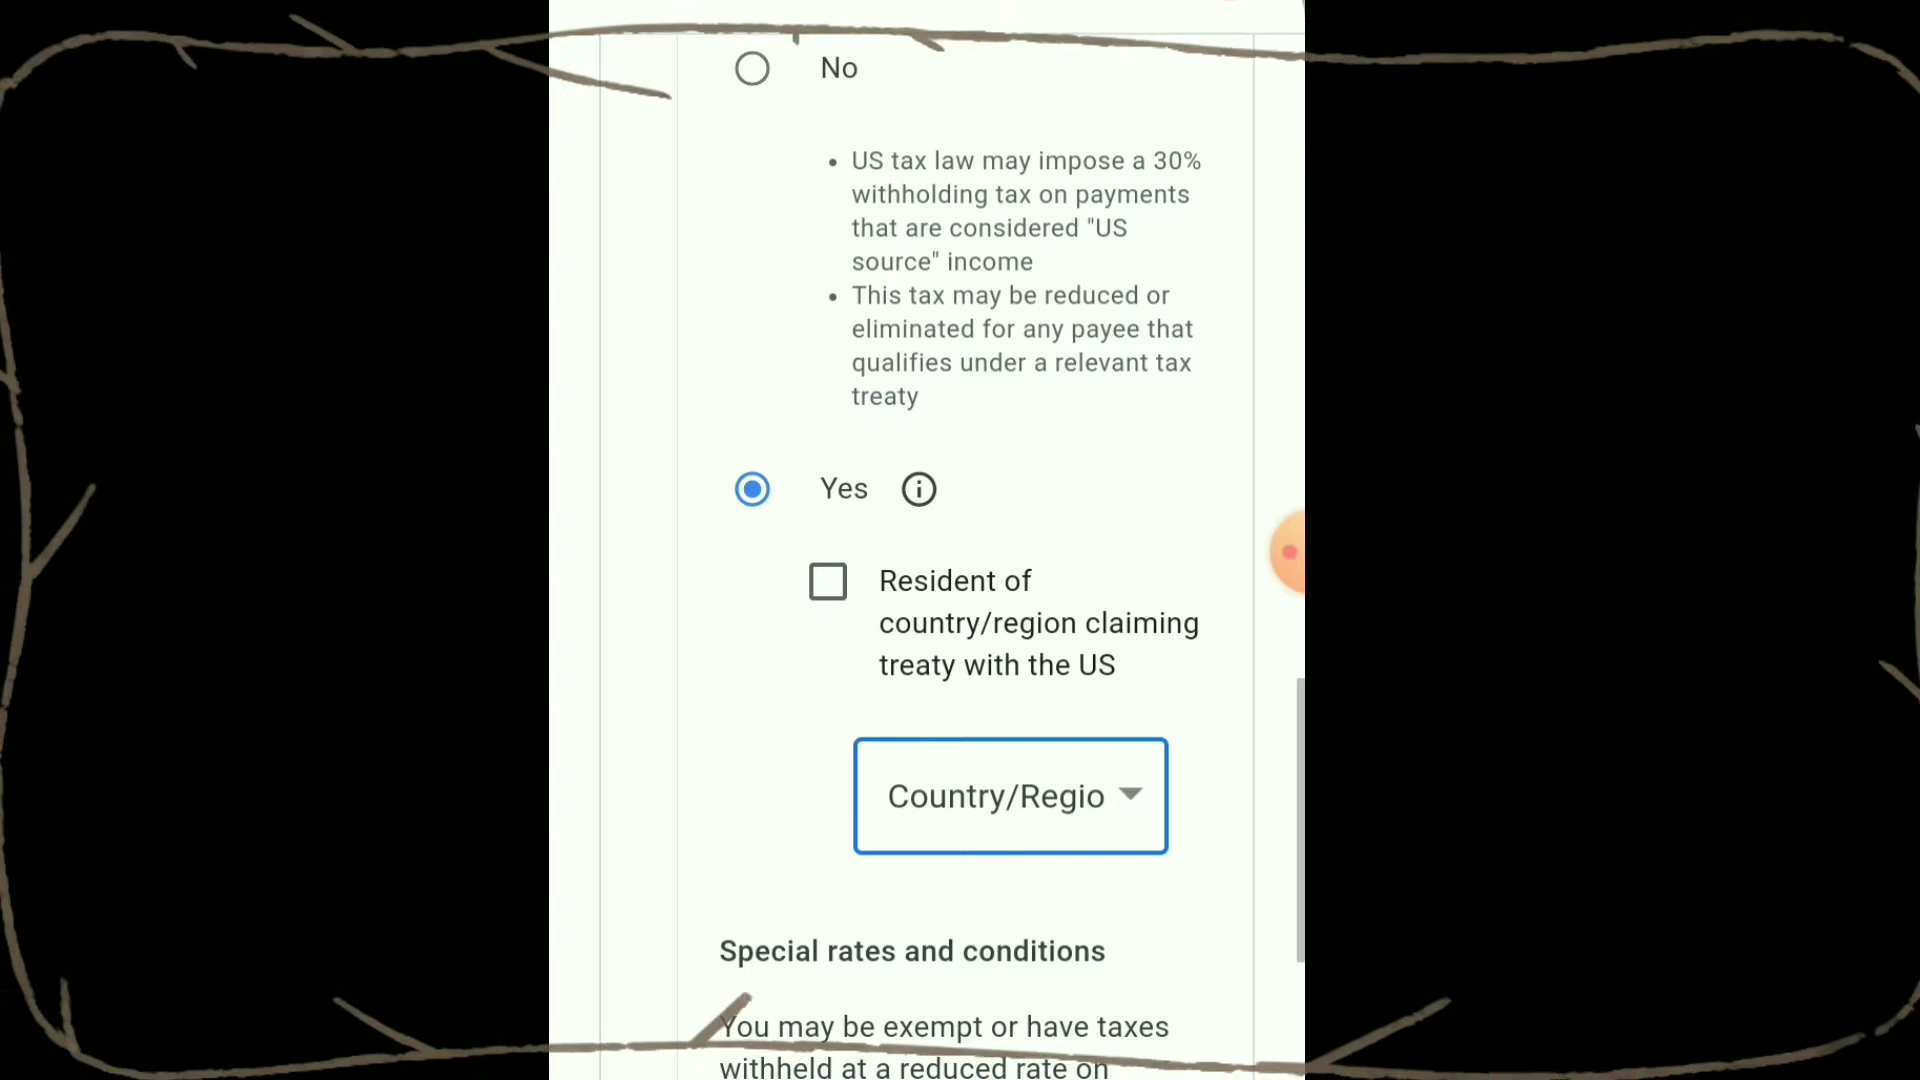 No
• US tax law may impose a 30%
withholding tax on payments
that are considered "US
source" income
• This tax may be reduced or
eliminated for any payee that
qualifies under a relevant tax
treaty
Yes
Resident of
country/region claiming
treaty with the US
Country/Regio
Special rates and conditions
You may be exempt or have taxes
withheld at a reduced rate on